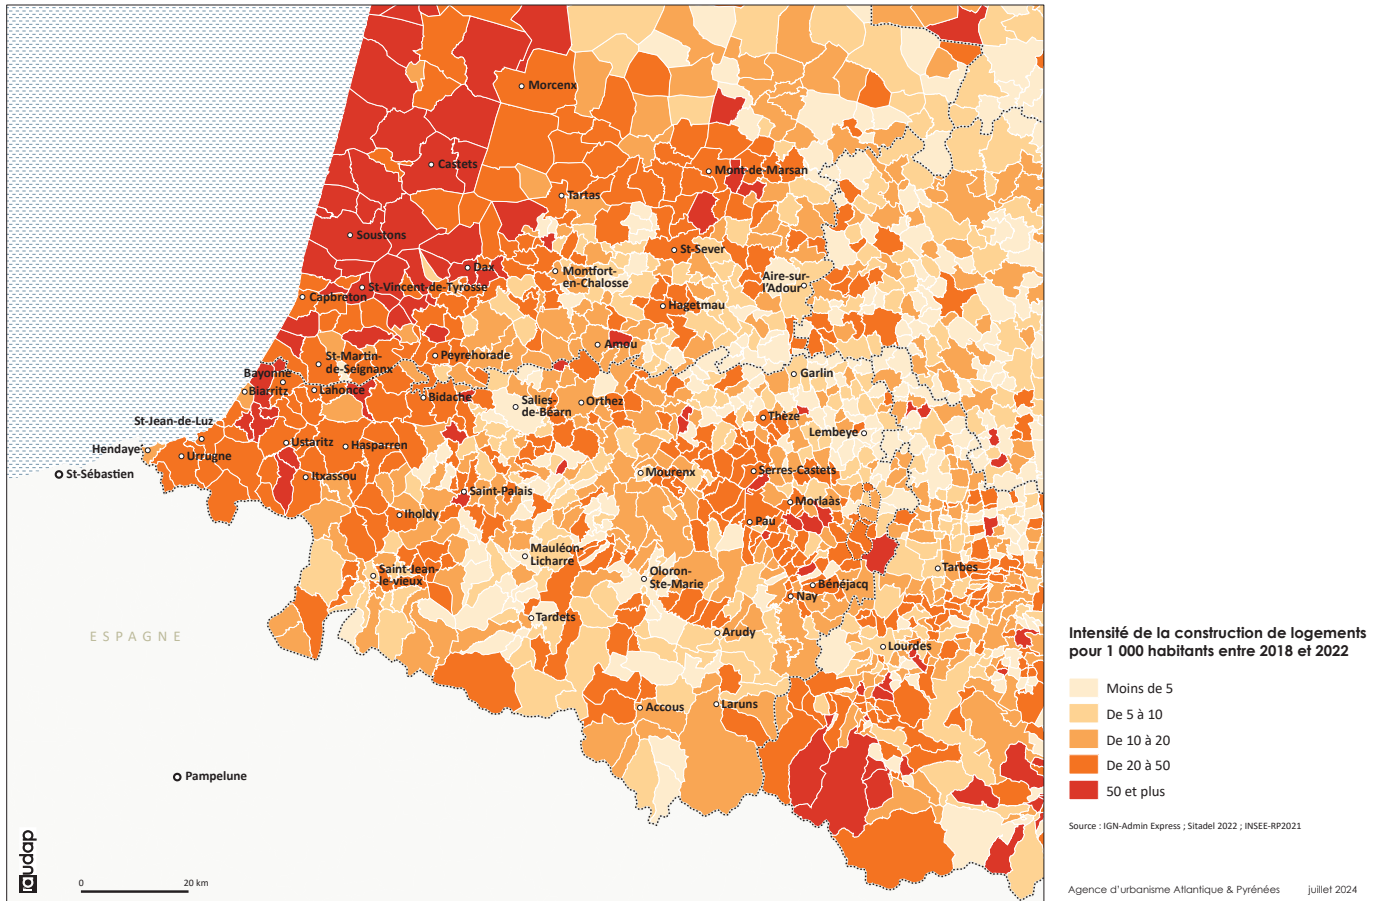 Morcenx
Castets
Mont-de-Marsan
Tartas
Soustons
St-Sever
Dax
Montfort-
en-Chalosse
Aire-sur-
l'Adour
St-Vincent-de-Tyrosse
Capbreton
Hagetmau
Amou
St-Martin-
de-Seignanx
Peyrehorade
Bayonne
Garlin
Biarritz
Lahonce
Bidache
Salies-
de-Béarn
Orthez
Thèze
St-Jean-de-Luz
Lembeye
Hendaye
Urrugne
Ustaritz
Hasparren
St-Sébastien
Itxassou
Mourenx
Serres-Castets
Saint-Palais
Morlaàs
Iholdy
Pau
Mauléon-
Licharre
Saint-Jean-
le-vieux
Oloron-
Ste-Marie
Tarbes
Bénéjacq
Nay
Tardets
Arudy
ESPAGNE
Lourdes
Accous
Laruns
Pampelune
audap
0 20 km
Intensité de la construction de logements
pour 1 000 habitants entre 2018 et 2022
Moins de 5
De 5 à 10
De 10 à 20
De 20 à 50
50 et plus
Source : IGN-Admin Express ; Sitadel 2022 ; INSEE-RP2021
Agence d'urbanisme Atlantique & Pyrénées juillet 2024